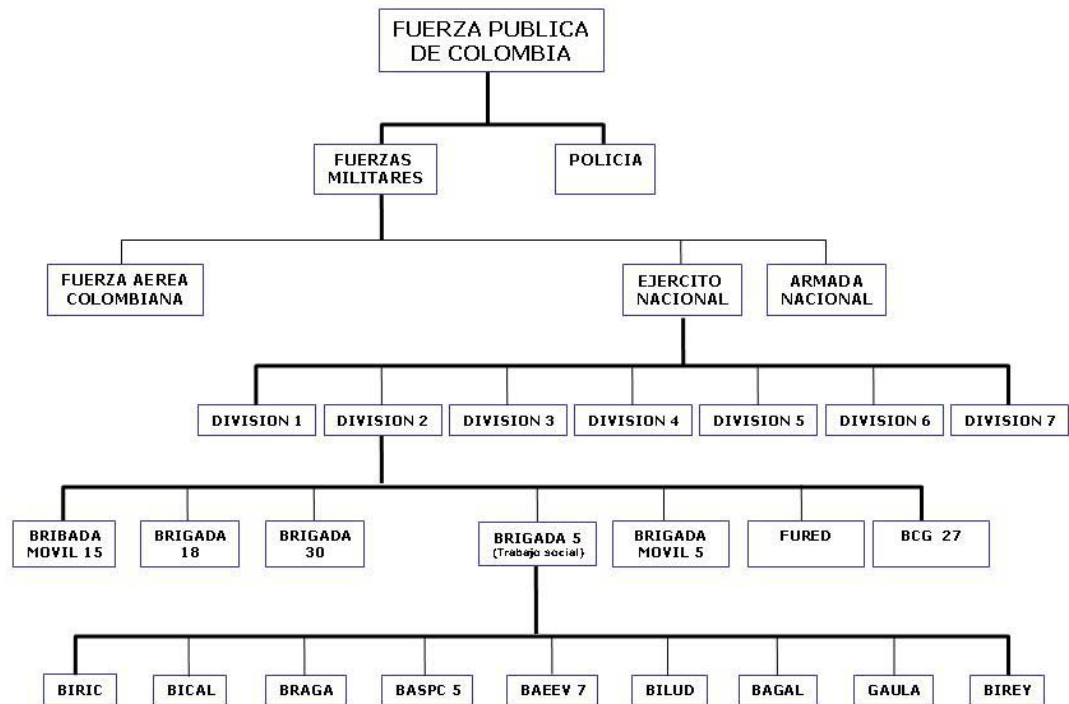 FUERZA PUBLICA
DE COLOMBIA
FUERZAS
MILITARES
POLICIA
FUERZA AEREA
COLOMBIANA
EJERCITO
NACIONAL
ARMADA
NACIONAL
DIVISION 1
DIVISION 2
DIVISION 3
DIVISION 4
DIVISION 5
DIVISION 6
DIVISION 7
BRIBADA
MOVIL 15
BRIGADA
18
BRIGADA
30
BRIGADA 5
(Trabajo social)
BRIGADA
MOVIL 5
FURED
BCG 27
BIRIC
BICAL
BRAGA
BASPC 5
BAEEV 7
BILUD
BAGAL
GAULA
BIREY